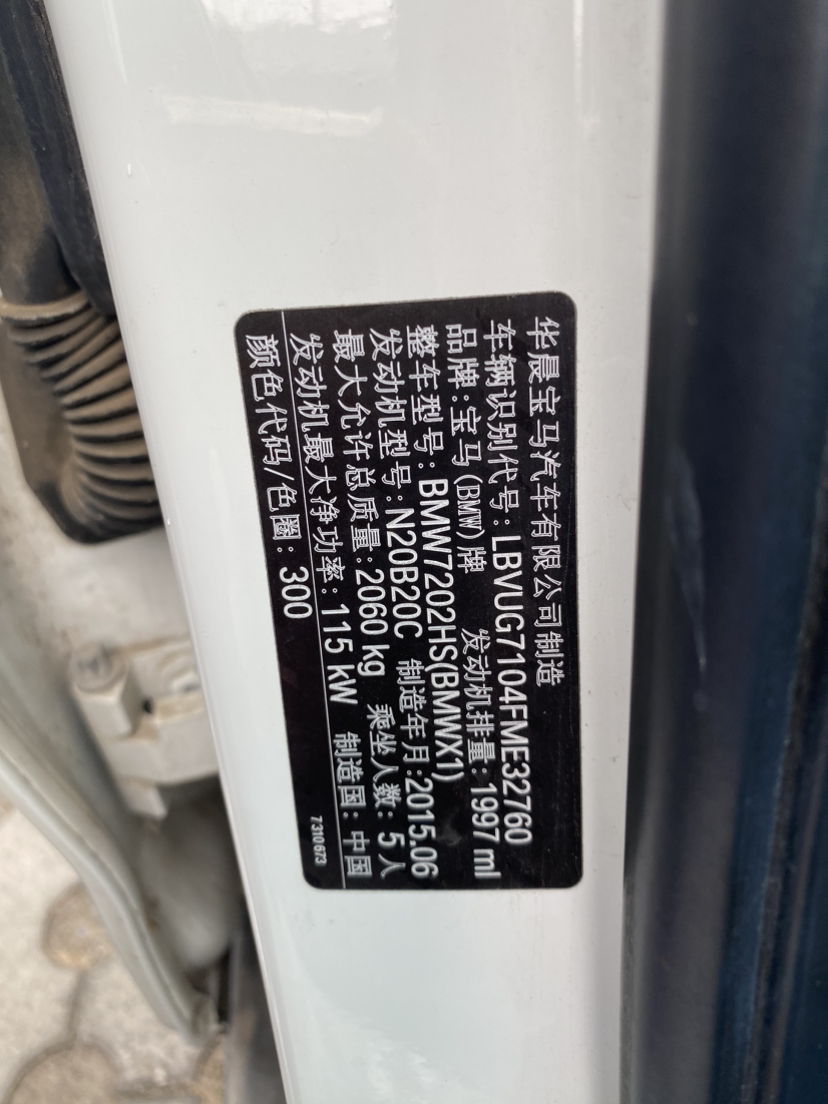 华晨宝马汽车有限公司制造
车辆识别代号: LBVUG7104FME32760
品牌: 宝马(BMW)牌 发动机排量: 1997 ml
整车型号: BMW7202HS(BMWX1)
发动机型号: N20B20C 制造年月: 2015.06
最大允许总质量: 2060 kg 乘坐人数: 5 人
发动机最大净功率: 115 kW 制造国: 中国
颜色代码/色圈: 300 7 310 673